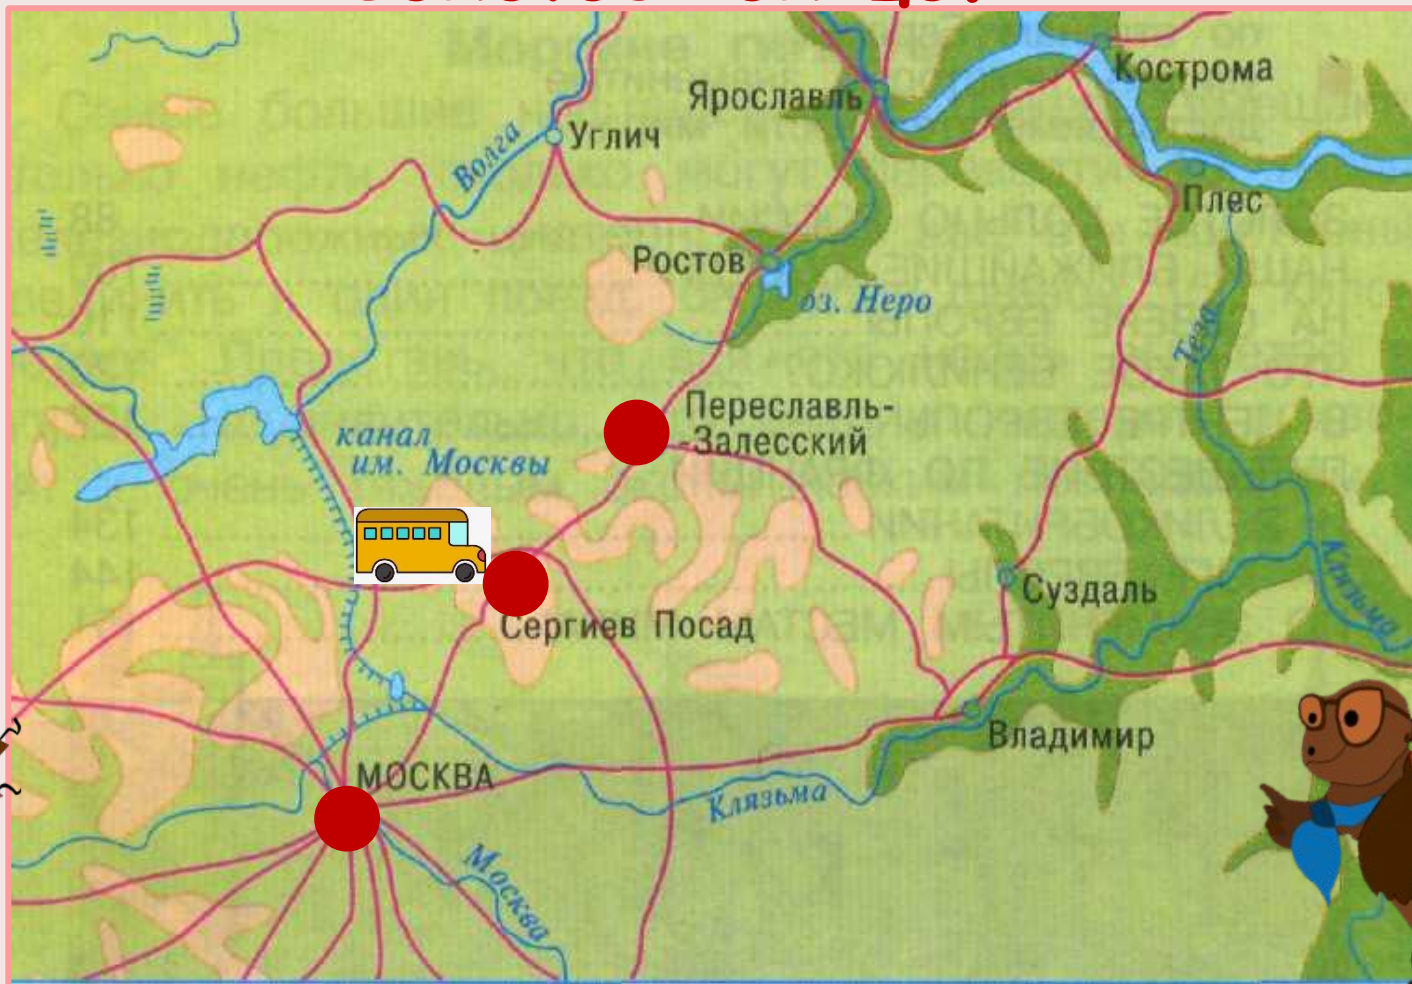 Кострома
Ярославль
Углич
Волга
Плес
Ростов
оз. Неро
Теза
Переславль-
-Залесский
канал
им. Москвы
Клязьма
Суздаль
Сергиев Посад
Владимир
МОСКВА
Клязьма
Москва